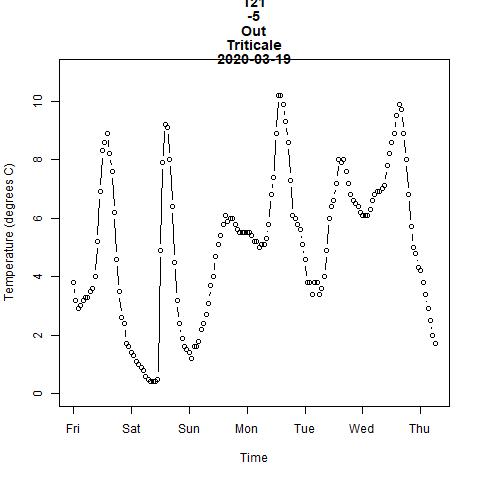 121
-5
Out
Triticale
2020-03-19
Temperature (degrees C)
10
8
6
4
2
0
Fri Sat Sun Mon Tue Wed Thu
Time